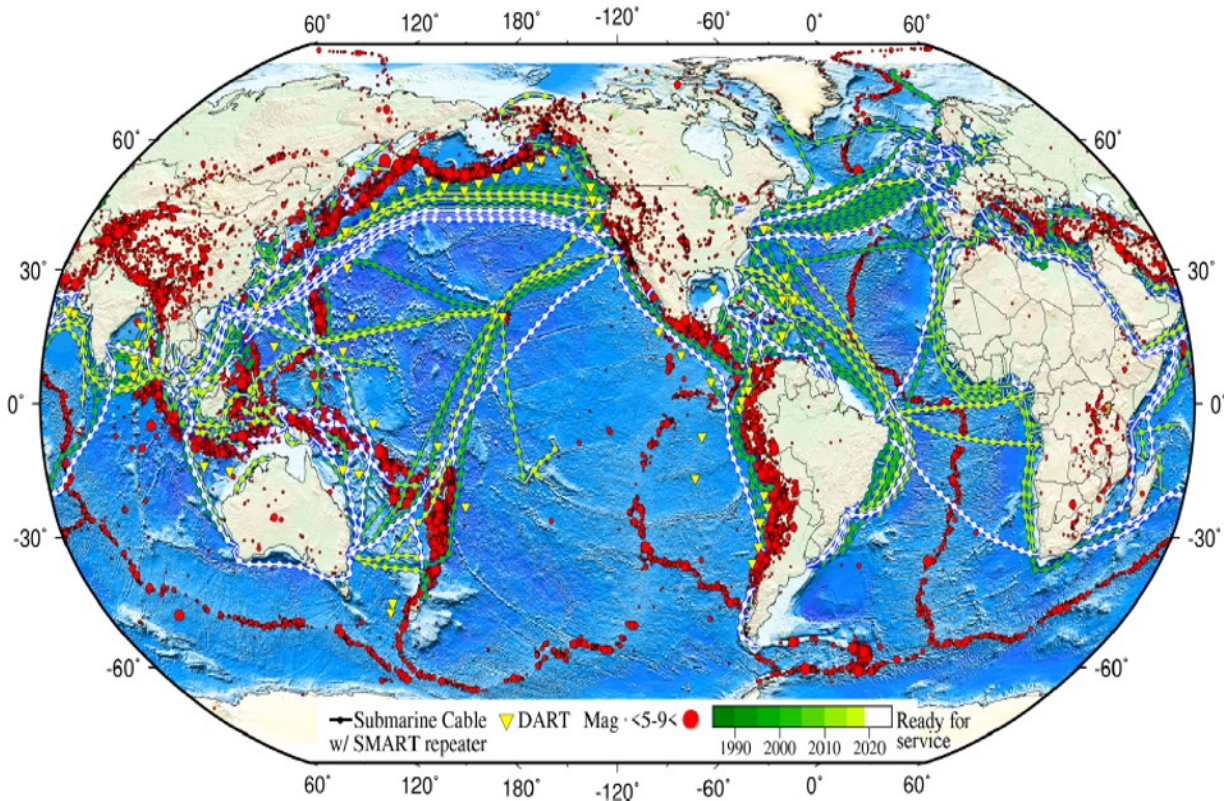 60˚ 120˚ 180˚ -120˚ -60˚ 0˚ 60˚
60˚ 60˚
30˚ 30˚
0˚ 0˚
-30˚ -30˚
-60˚ -60˚
Submarine Cable DART Mag <5-9< Ready for
w/ SMART repeater 1990 2000 2010 2020 service
60˚ 120˚ 180˚ -120˚ -60˚ 0˚ 60˚